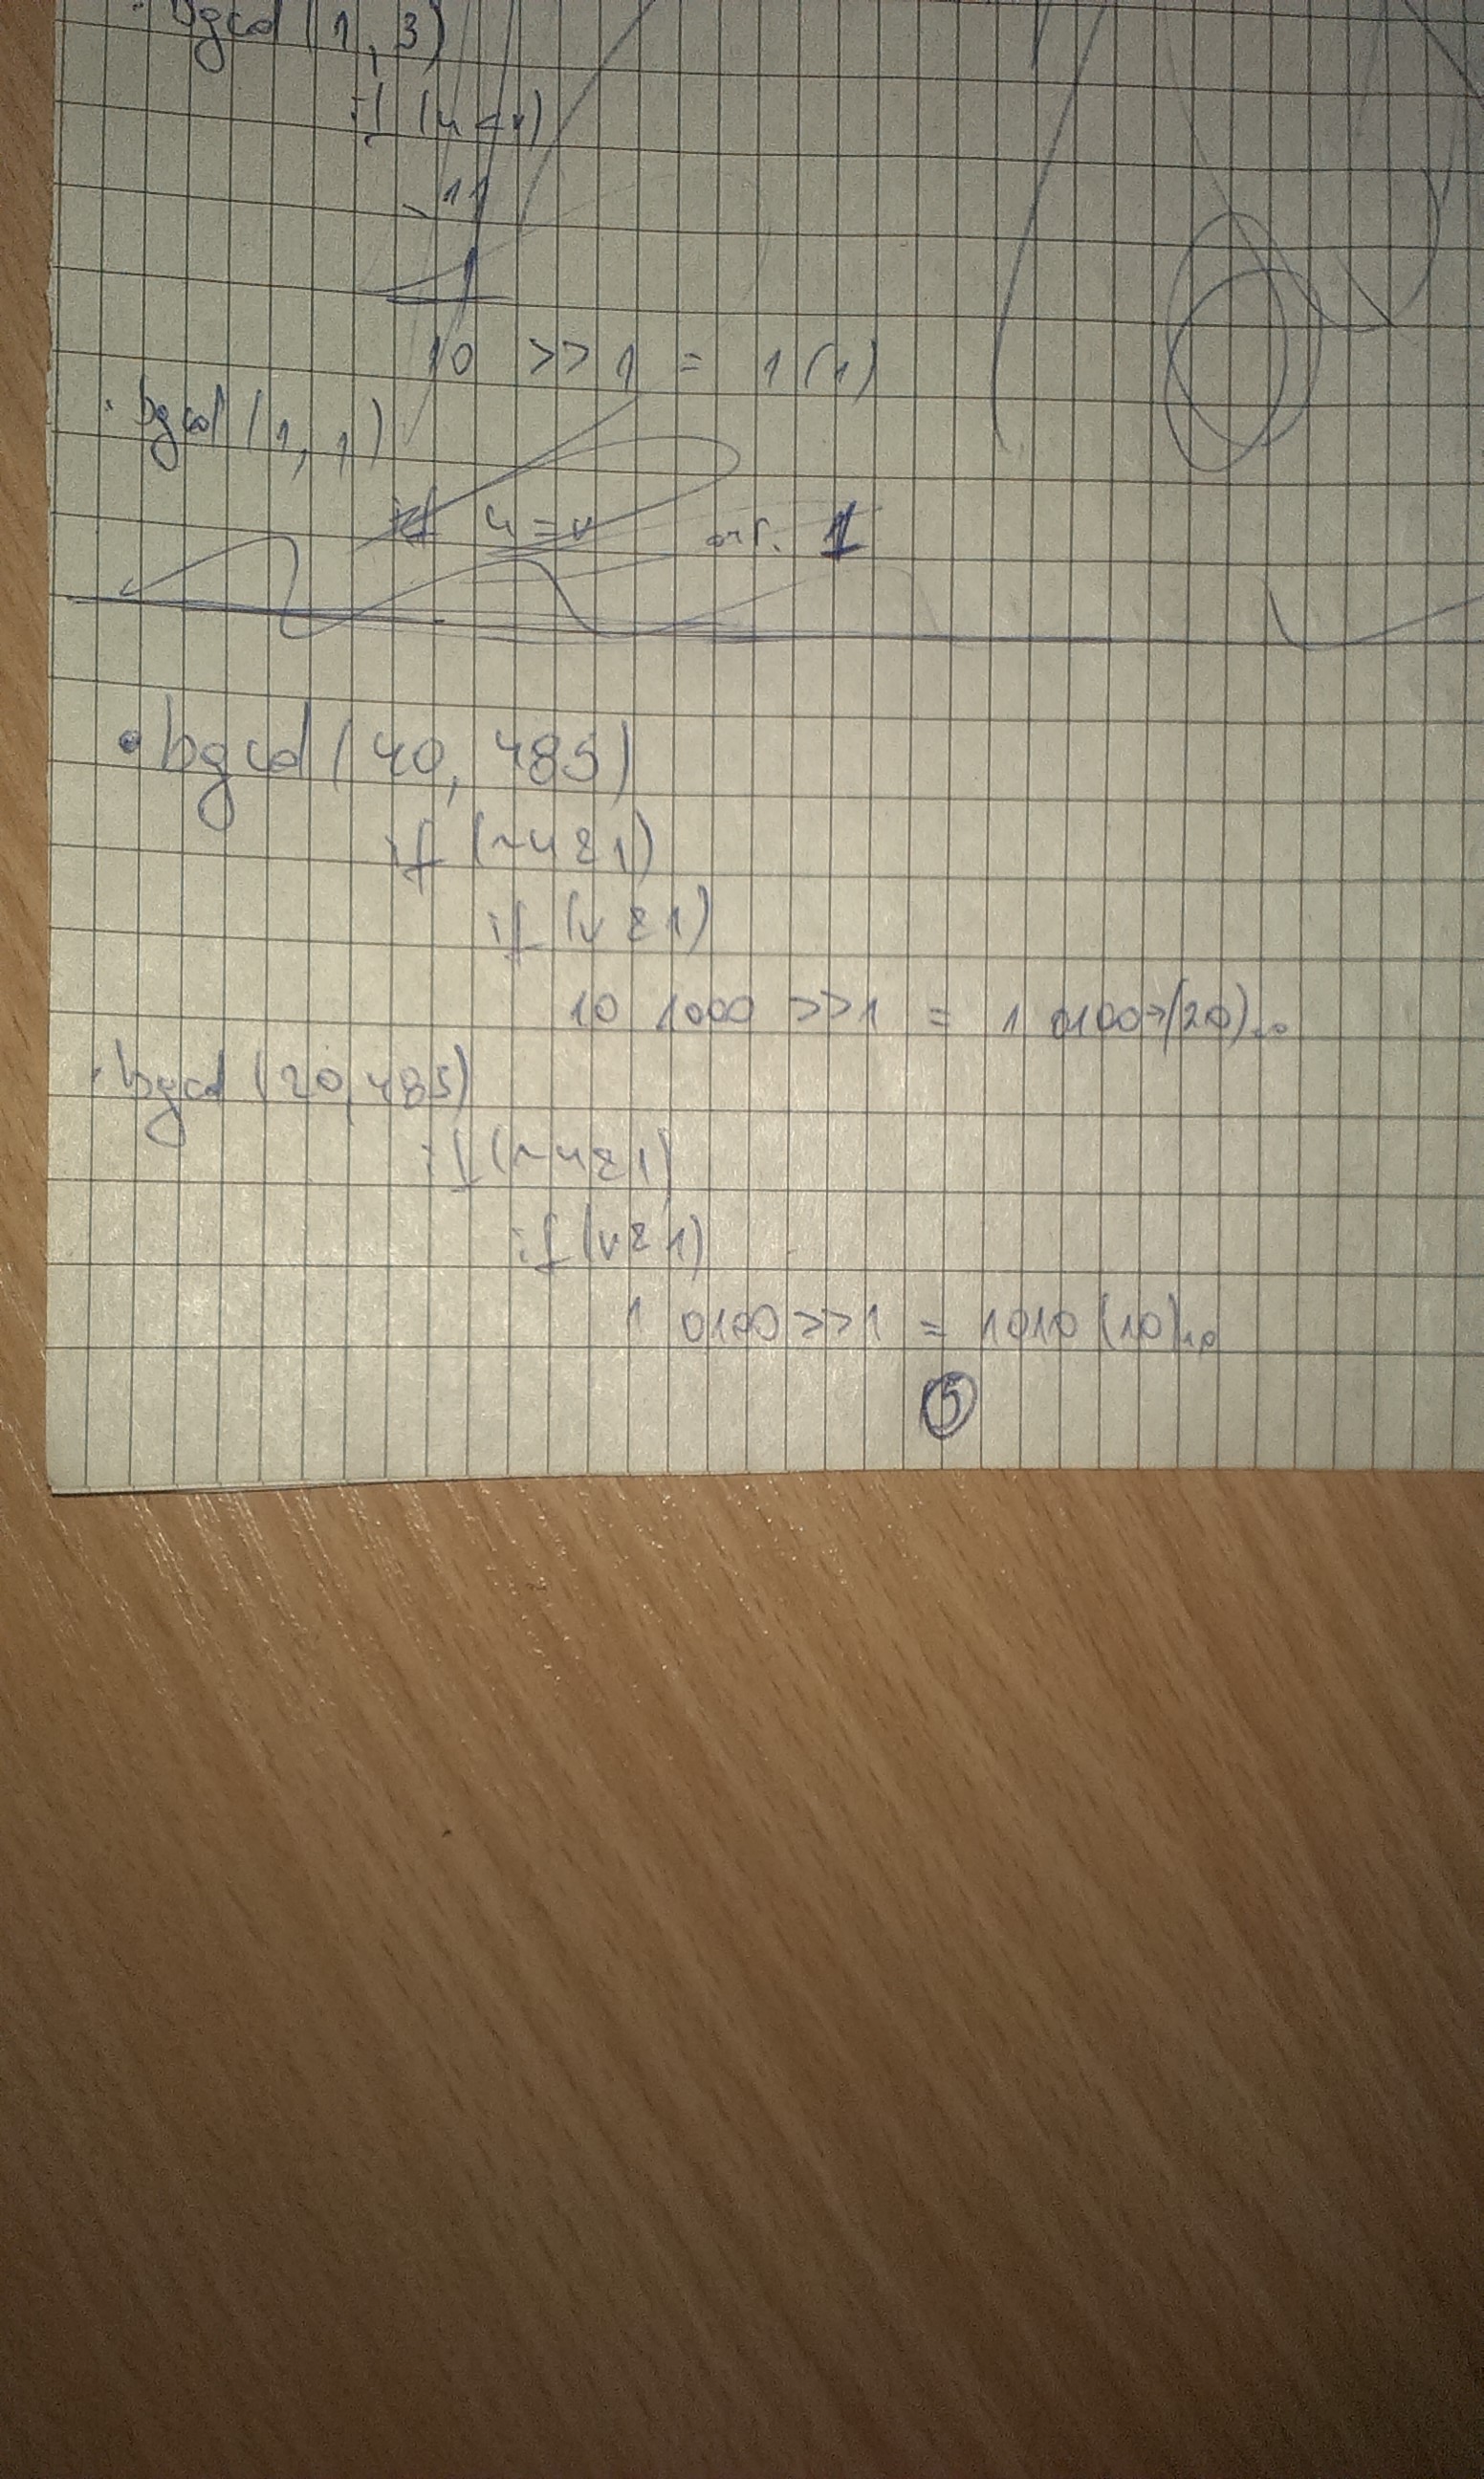 · bgcd (1, 3)
if (u < v)
- 11
1
10 >> 1 = 1 (1)
· bgcd (1, 1)
if u = v отг. 1
• bgcd (40, 485)
if (~u & 1)
if (v & 1)
10 1000 >> 1 = 1 0100 → (20)10
· bgcd (20, 485)
if (~u & 1)
if (v & 1)
1 0100 >> 1 = 1010 (10)10
5